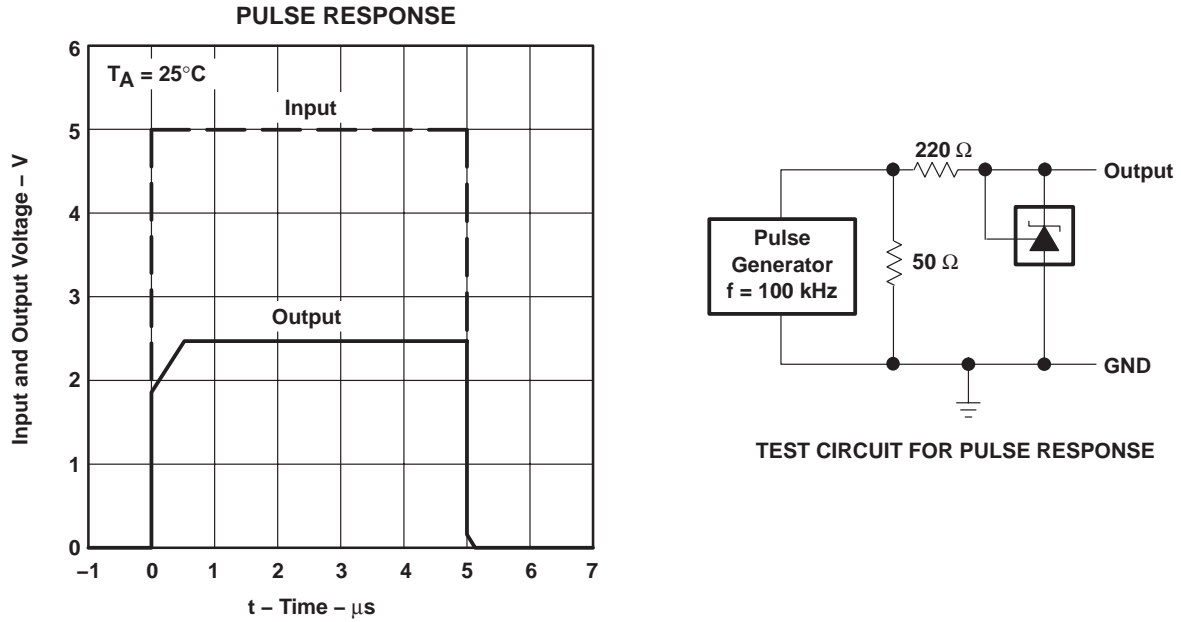 PULSE RESPONSE
Input and Output Voltage – V
6
5
4
3
2
1
0
TA = 25°C
Input
Output
–1 0 1 2 3 4 5 6 7
t – Time – μs
220 Ω
Output
Pulse
Generator
f = 100 kHz
50 Ω
GND
TEST CIRCUIT FOR PULSE RESPONSE